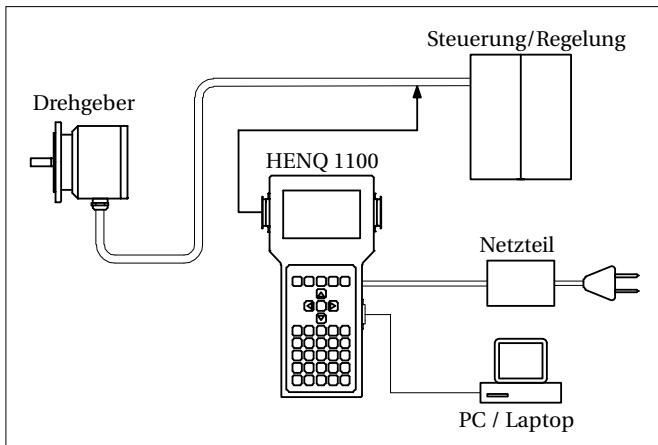 Steuerung/Regelung
Drehgeber
HENQ 1100
Netzteil
PC / Laptop